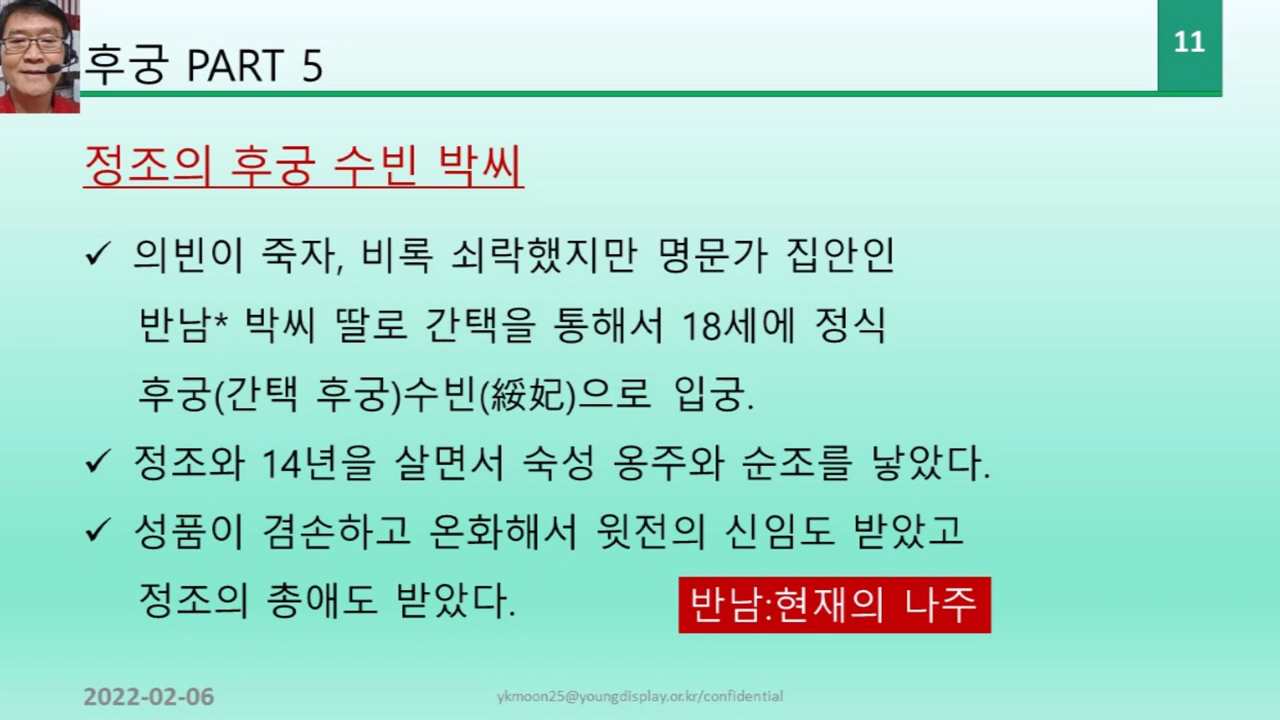 후궁 PART 5
11
정조의 후궁 수빈 박씨
✓ 의빈이 죽자, 비록 쇠락했지만 명문가 집안인
반남* 박씨 딸로 간택을 통해서 18세에 정식
후궁(간택 후궁)수빈(綏妃)으로 입궁.
✓ 정조와 14년을 살면서 숙성 옹주와 순조를 낳았다.
✓ 성품이 겸손하고 온화해서 윗전의 신임도 받았고
정조의 총애도 받았다.
반남:현재의 나주
2022-02-06
ykmoon25@youngdisplay.or.kr/confidential